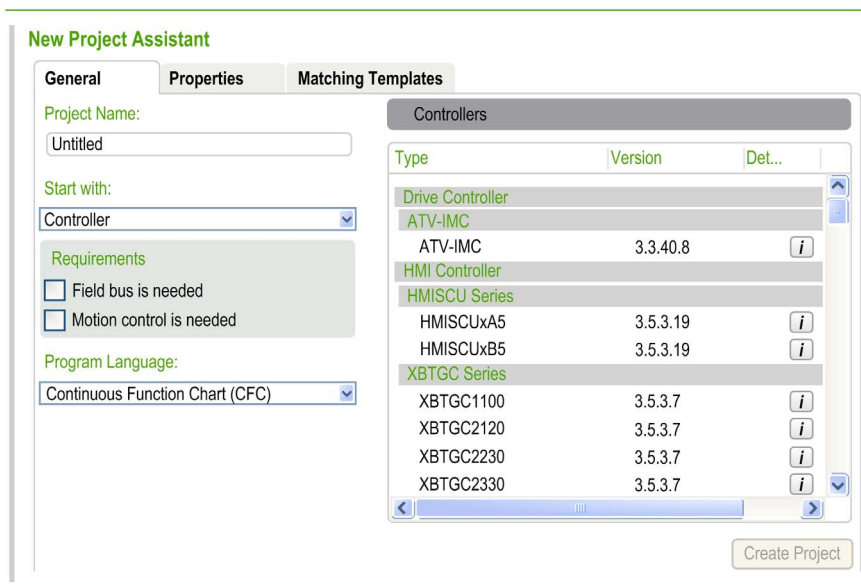 New Project Assistant
General Properties Matching Templates
Project Name:
Untitled
Start with:
Controller
Requirements
Field bus is needed
Motion control is needed
Program Language:
Continuous Function Chart (CFC)
Controllers
Type Version Det...
Drive Controller
ATV-IMC
ATV-IMC 3.3.40.8 i
HMI Controller
HMISCU Series
HMISCUxA5 3.5.3.19 i
HMISCUxB5 3.5.3.19 i
XBTGC Series
XBTGC1100 3.5.3.7 i
XBTGC2120 3.5.3.7 i
XBTGC2230 3.5.3.7 i
XBTGC2330 3.5.3.7 i
Create Project